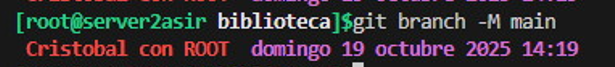 [root@server2asir biblioteca]$git branch -M main
Cristobal con ROOT domingo 19 octubre 2025 14:19